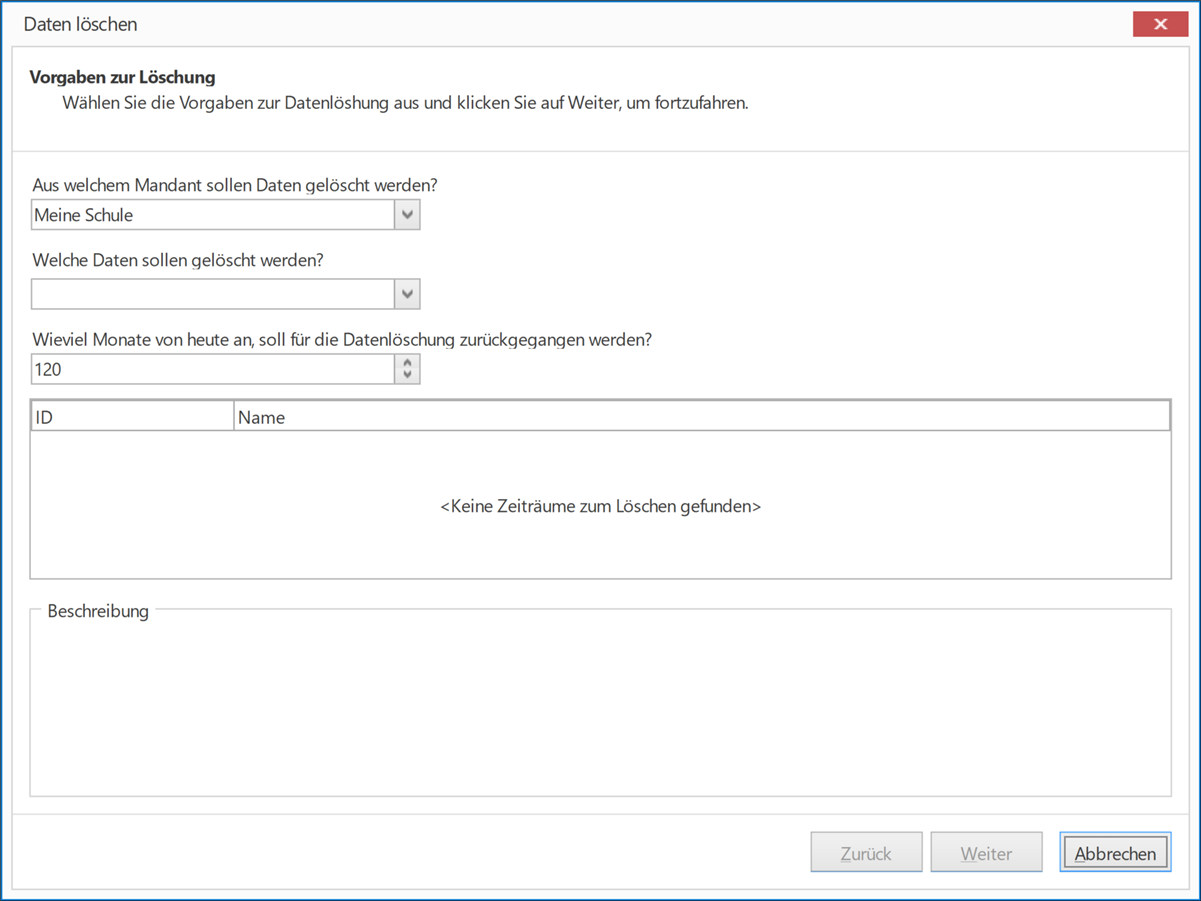 Daten löschen
Vorgaben zur Löschung
Wählen Sie die Vorgaben zur Datenlöshung aus und klicken Sie auf Weiter, um fortzufahren.
Aus welchem Mandant sollen Daten gelöscht werden?
Meine Schule
Welche Daten sollen gelöscht werden?
Wieviel Monate von heute an, soll für die Datenlöschung zurückgegangen werden?
120
ID Name
<Keine Zeiträume zum Löschen gefunden>
Beschreibung
Zurück Weiter Abbrechen